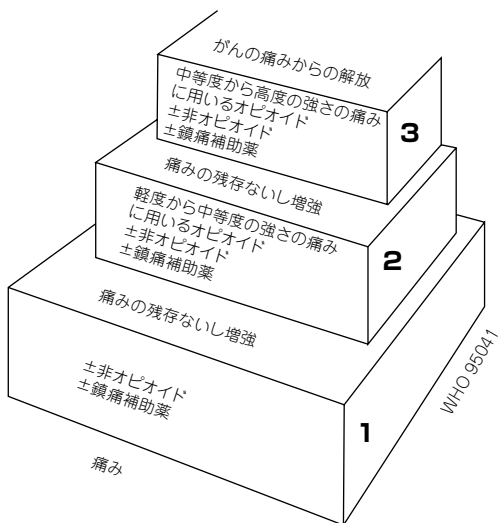 がんの痛みからの解放
中等度から高度の強さの痛み
に用いるオピオイド
±非オピオイド
±鎮痛補助薬
3
痛みの残存ないし増強
軽度から中等度の強さの痛み
に用いるオピオイド
±非オピオイド
±鎮痛補助薬
2
痛みの残存ないし増強
±非オピオイド
±鎮痛補助薬
1
痛み
WHO 95041